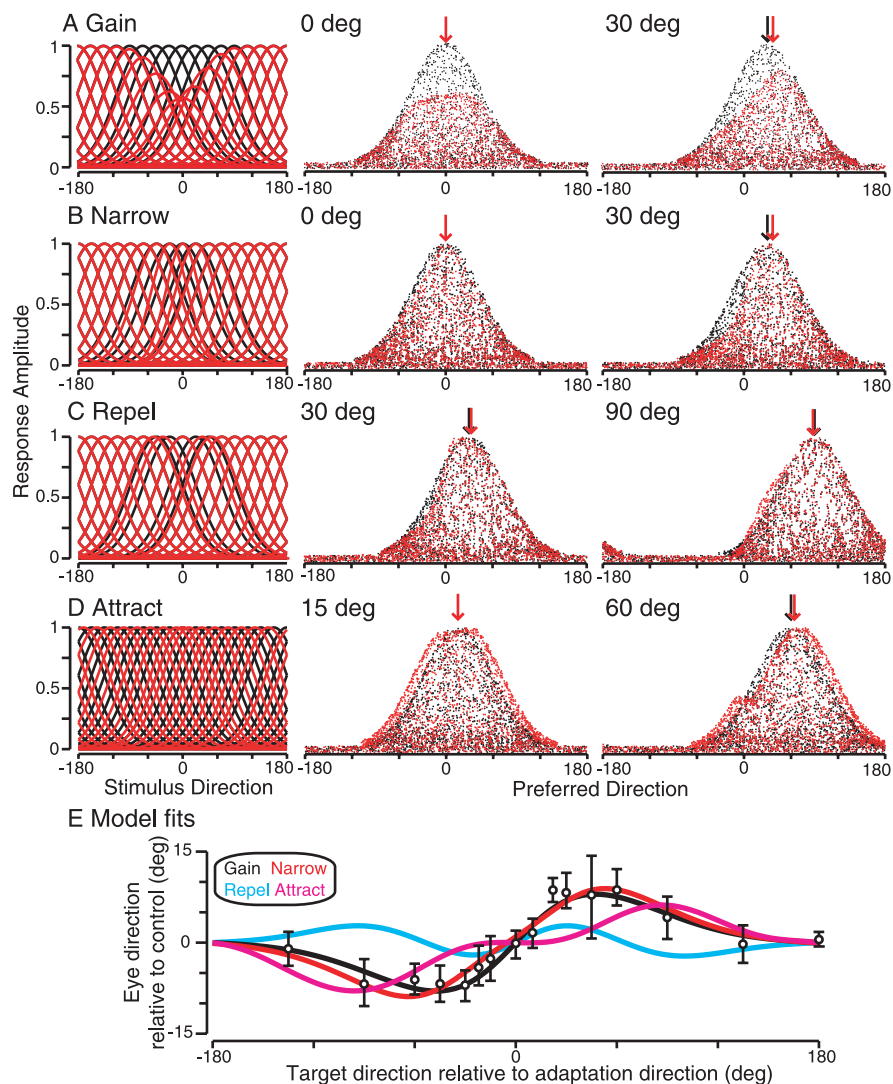 A Gain
0 deg
30 deg
1
0.5
0
-180
0
180
-180
0
180
-180
0
180
B Narrow
0 deg
30 deg
1
0.5
0
-180
0
180
-180
0
180
-180
0
180
Response Amplitude
C Repel
30 deg
90 deg
1
0.5
0
-180
0
180
-180
0
180
-180
0
180
D Attract
15 deg
60 deg
1
0.5
0
-180
0
180
-180
0
180
-180
0
180
Stimulus Direction
Preferred Direction
E Model fits
Eye direction
relative to control (deg)
15
0
-15
Gain Narrow
Repel Attract
-180
0
180
Target direction relative to adaptation direction (deg)